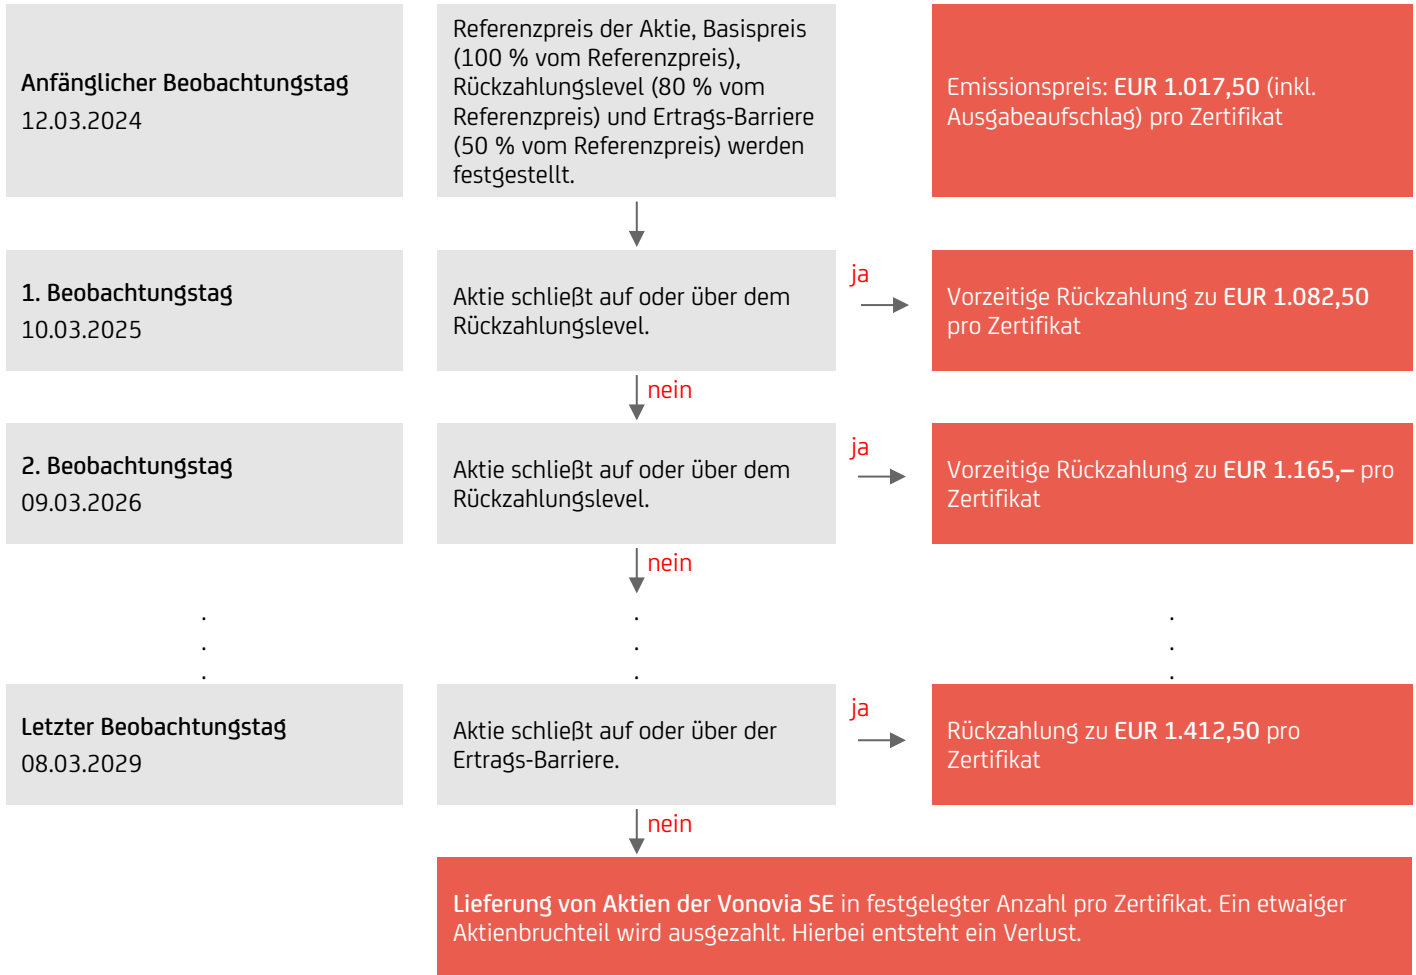 Anfänglicher Beobachtungstag
12.03.2024
Referenzpreis der Aktie, Basispreis
(100 % vom Referenzpreis),
Rückzahlungslevel (80 % vom
Referenzpreis) und Ertrags-Barriere
(50 % vom Referenzpreis) werden
festgestellt.
Emissionspreis: EUR 1.017,50 (inkl.
Ausgabeaufschlag) pro Zertifikat
1. Beobachtungstag
10.03.2025
Aktie schließt auf oder über dem
Rückzahlungslevel.
ja
Vorzeitige Rückzahlung zu EUR 1.082,50
pro Zertifikat
nein
2. Beobachtungstag
09.03.2026
Aktie schließt auf oder über dem
Rückzahlungslevel.
ja
Vorzeitige Rückzahlung zu EUR 1.165,– pro
Zertifikat
nein
. . .
. . .
. . .
Letzter Beobachtungstag
08.03.2029
Aktie schließt auf oder über der
Ertrags-Barriere.
ja
Rückzahlung zu EUR 1.412,50 pro
Zertifikat
nein
Lieferung von Aktien der Vonovia SE in festgelegter Anzahl pro Zertifikat. Ein etwaiger
Aktienbruchteil wird ausgezahlt. Hierbei entsteht ein Verlust.